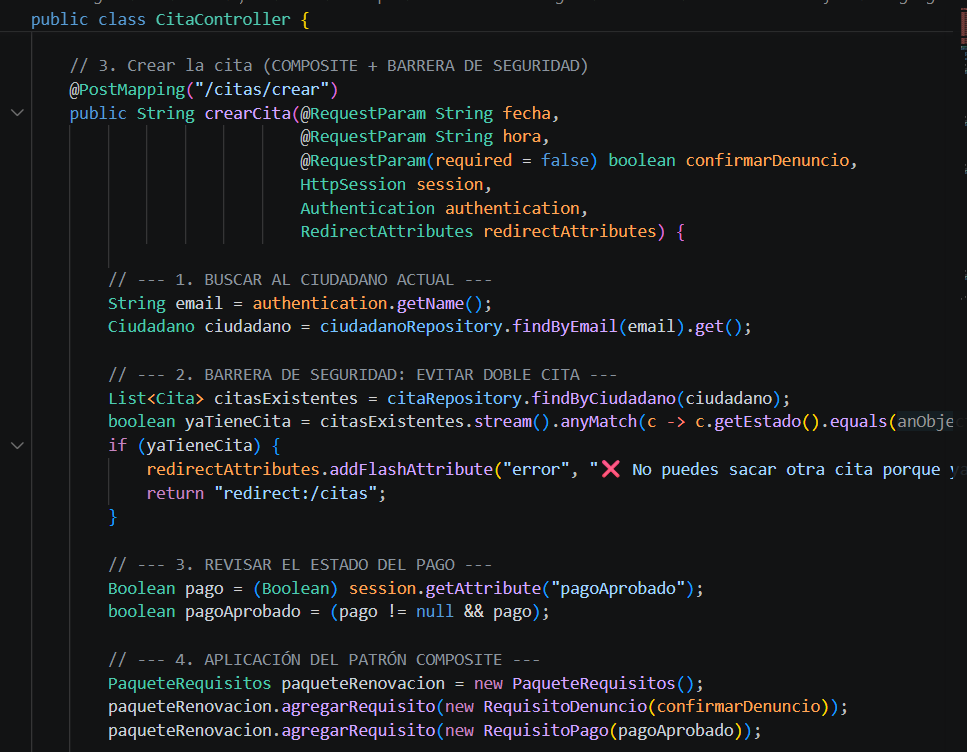 public class CitaController {
// 3. Crear la cita (COMPOSITE + BARRERA DE SEGURIDAD)
@PostMapping("/citas/crear")
public String crearCita(@RequestParam String fecha,
@RequestParam String hora,
@RequestParam(required = false) boolean confirmarDenuncio,
HttpSession session,
Authentication authentication,
RedirectAttributes redirectAttributes) {
// --- 1. BUSCAR AL CIUDADANO ACTUAL ---
String email = authentication.getName();
Ciudadano ciudadano = ciudadanoRepository.findByEmail(email).get();
// --- 2. BARRERA DE SEGURIDAD: EVITAR DOBLE CITA ---
List<Cita> citasExistentes = citaRepository.findByCiudadano(ciudadano);
boolean yaTieneCita = citasExistentes.stream().anyMatch(c -> c.getEstado().equals(anObje
if (yaTieneCita) {
redirectAttributes.addFlashAttribute("error", "❌ No puedes sacar otra cita porque
return "redirect:/citas";
}
// --- 3. REVISAR EL ESTADO DEL PAGO ---
Boolean pago = (Boolean) session.getAttribute("pagoAprobado");
boolean pagoAprobado = (pago != null && pago);
// --- 4. APLICACIÓN DEL PATRÓN COMPOSITE ---
PaqueteRequisitos paqueteRenovacion = new PaqueteRequisitos();
paqueteRenovacion.agregarRequisito(new RequisitoDenuncio(confirmarDenuncio));
paqueteRenovacion.agregarRequisito(new RequisitoPago(pagoAprobado));